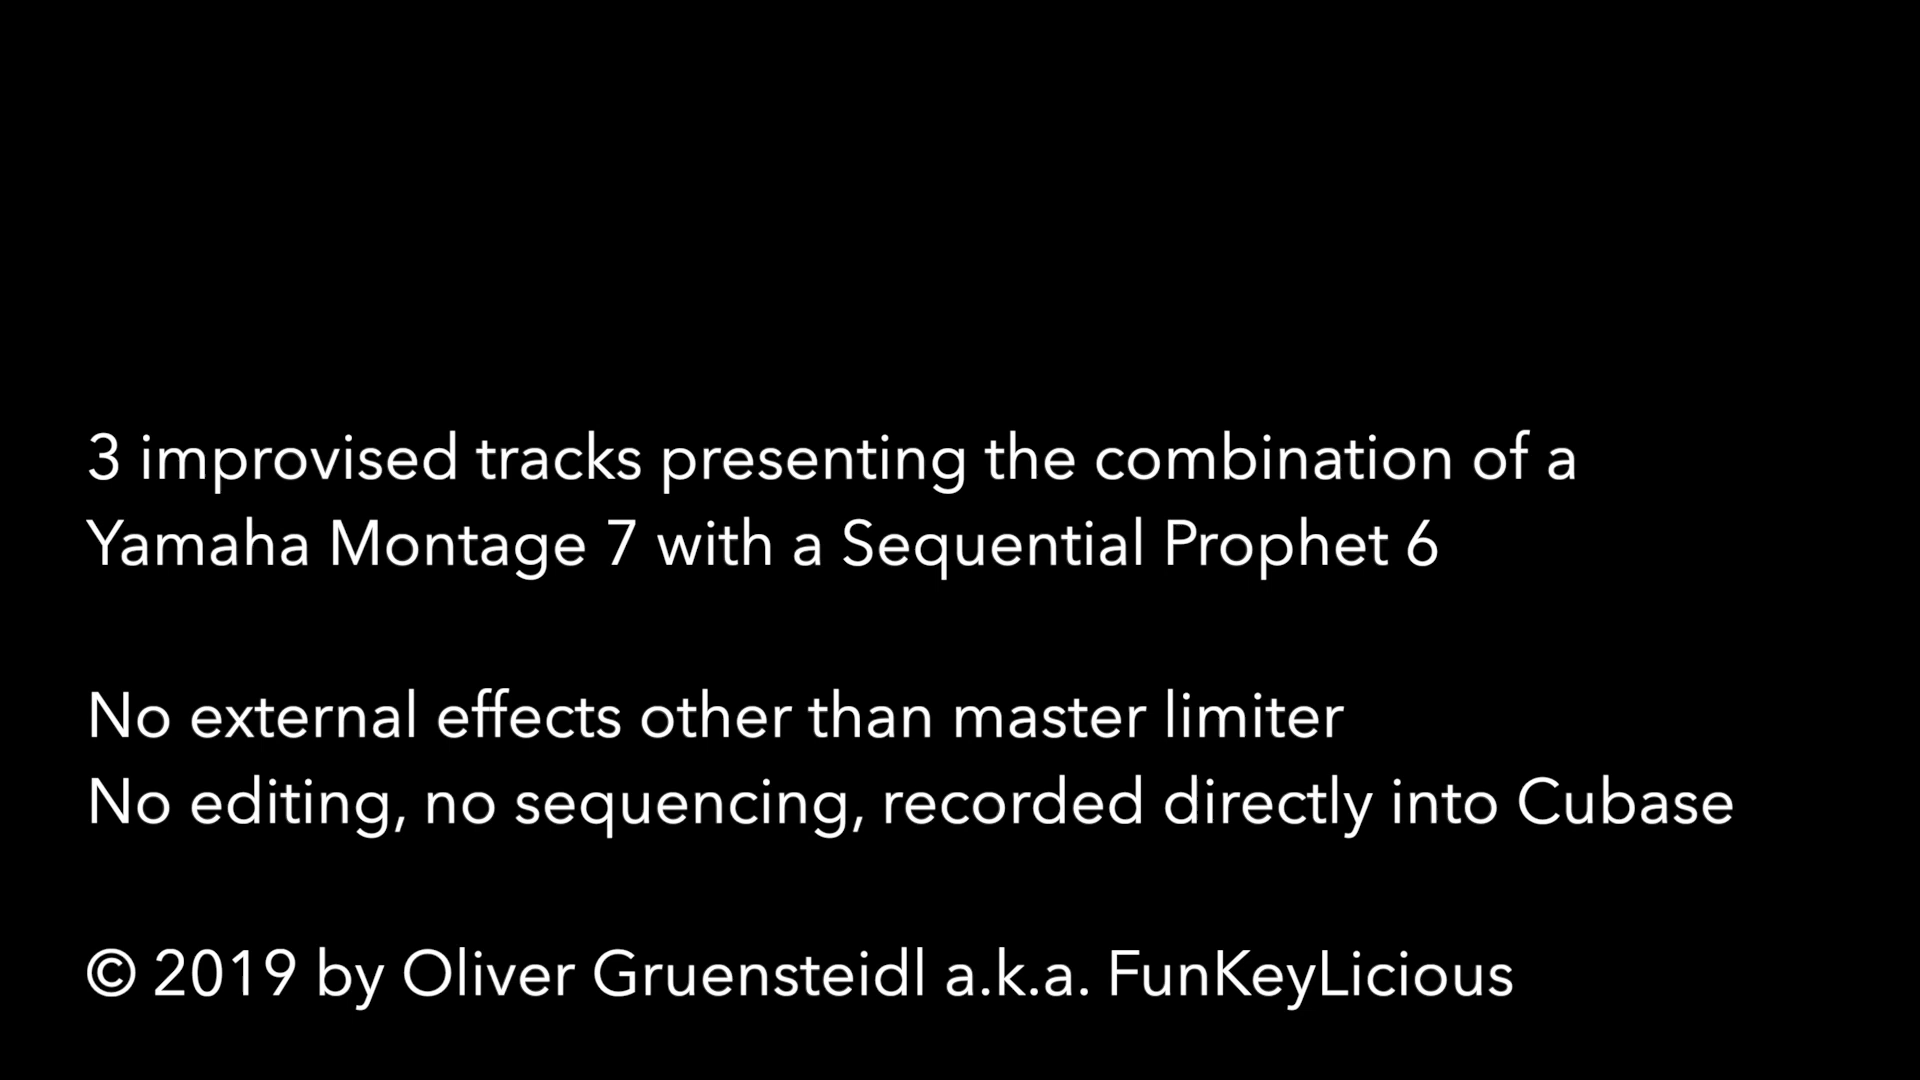 3 improvised tracks presenting the combination of a
Yamaha Montage 7 with a Sequential Prophet 6
No external effects other than master limiter
No editing, no sequencing, recorded directly into Cubase
© 2019 by Oliver Gruensteidl a.k.a. FunKeyLicious